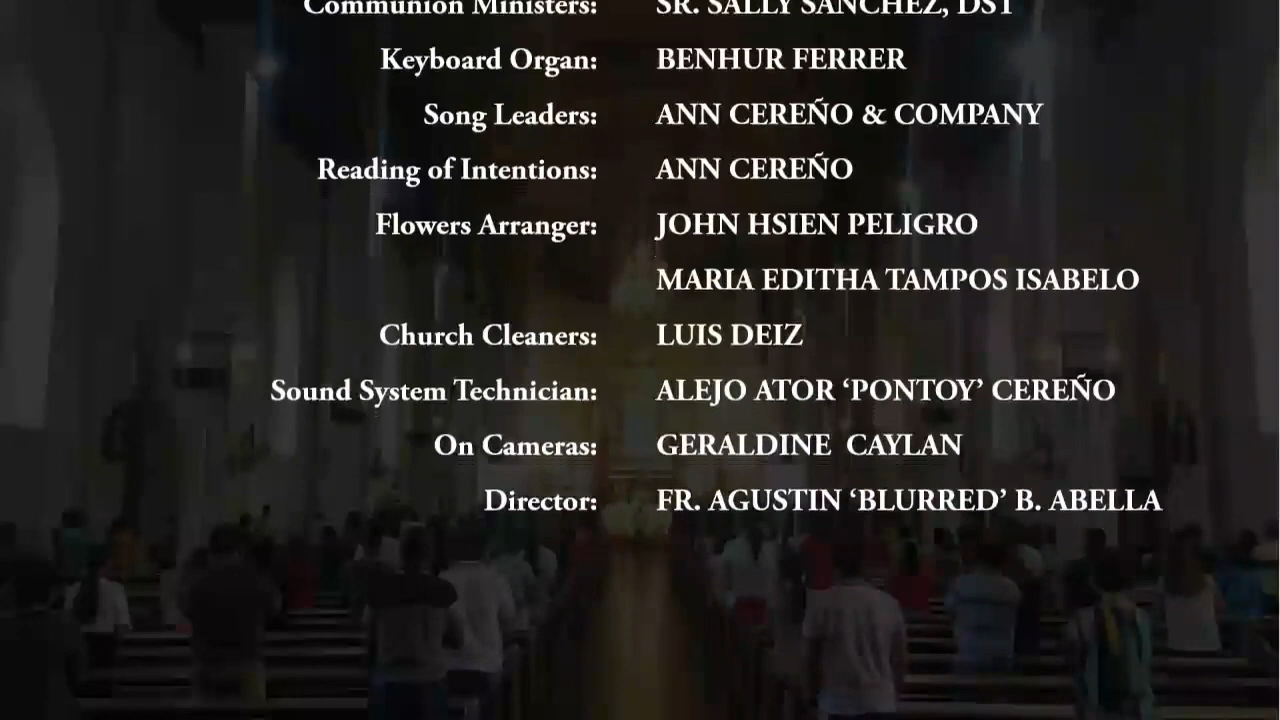 Communion Ministers: SR. SALLY SANCHEZ, DST
Keyboard Organ: BENHUR FERRER
Song Leaders: ANN CEREÑO & COMPANY
Reading of Intentions: ANN CEREÑO
Flowers Arranger: JOHN HSIEN PELIGRO
MARIA EDITHA TAMPOS ISABELO
Church Cleaners: LUIS DEIZ
Sound System Technician: ALEJO ATOR ‘PONTOY’ CEREÑO
On Cameras: GERALDINE CAYLAN
Director: FR. AGUSTIN ‘BLURRED’ B. ABELLA